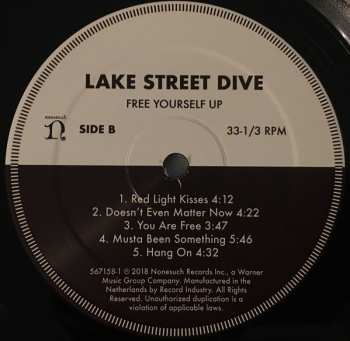 LAKE STREET DIVE
FREE YOURSELF UP
nonesuch
SIDE B
33-1/3 RPM
1. Red Light Kisses 4:12
2. Doesn't Even Matter Now 4:22
3. You Are Free 3:47
4. Musta Been Something 5:46
5. Hang On 4:32
567158-1 ℗ © 2018 Nonesuch Records Inc., a Warner
Music Group Company. Manufactured in the
Netherlands by Record Industry. All Rights
Reserved. Unauthorized duplication is a
violation of applicable laws.